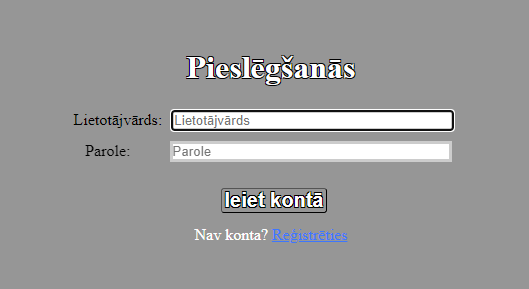 Pieslēgšanās
Lietotājvārds: Lietotājvārds
Parole: Parole
Ieiet kontā
Nav konta? Reģistrēties